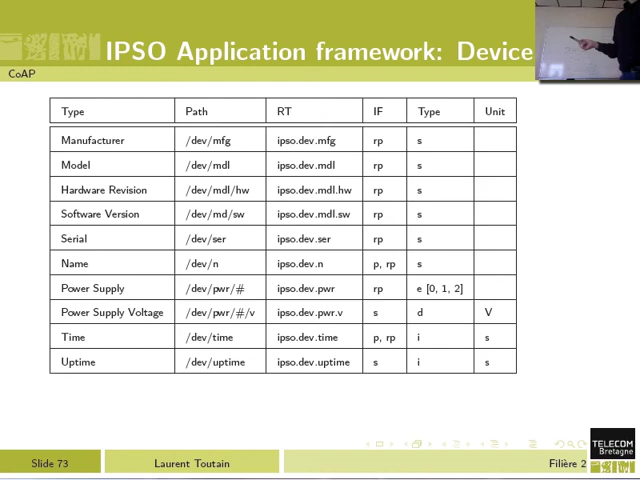 IPSO Application framework: Device
CoAP
Type Path RT IF Type Unit
Manufacturer /dev/mfg ipso.dev.mfg rp s
Model /dev/mdl ipso.dev.mdl rp s
Hardware Revision /dev/mdl/hw ipso.dev.mdl.hw rp s
Software Version /dev/md/sw ipso.dev.mdl.sw rp s
Serial /dev/ser ipso.dev.ser rp s
Name /dev/n ipso.dev.n p, rp s
Power Supply /dev/pwr/# ipso.dev.pwr rp e [0, 1, 2]
Power Supply Voltage /dev/pwr/#/v ipso.dev.pwr.v s d V
Time /dev/time ipso.dev.time p, rp i s
Uptime /dev/uptime ipso.dev.uptime s i s
TELECOM
Bretagne
Slide 73 Laurent Toutain Filière 2